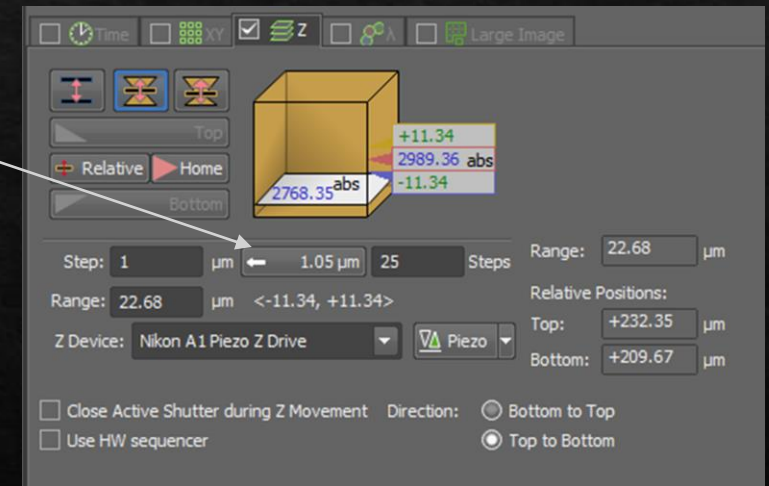 Time XY Z λ Large Image
Top
+11.34
Relative Home
2989.36 abs
2768.35 abs
-11.34
Bottom
Step: 1 µm 1.05 µm 25 Steps Range: 22.68 µm
Range: 22.68 µm <-11.34, +11.34> Relative Positions:
Top: +232.35 µm
Z Device: Nikon A1 Piezo Z Drive Piezo
Bottom: +209.67 µm
Close Active Shutter during Z Movement Direction: Bottom to Top
Use HW sequencer Top to Bottom